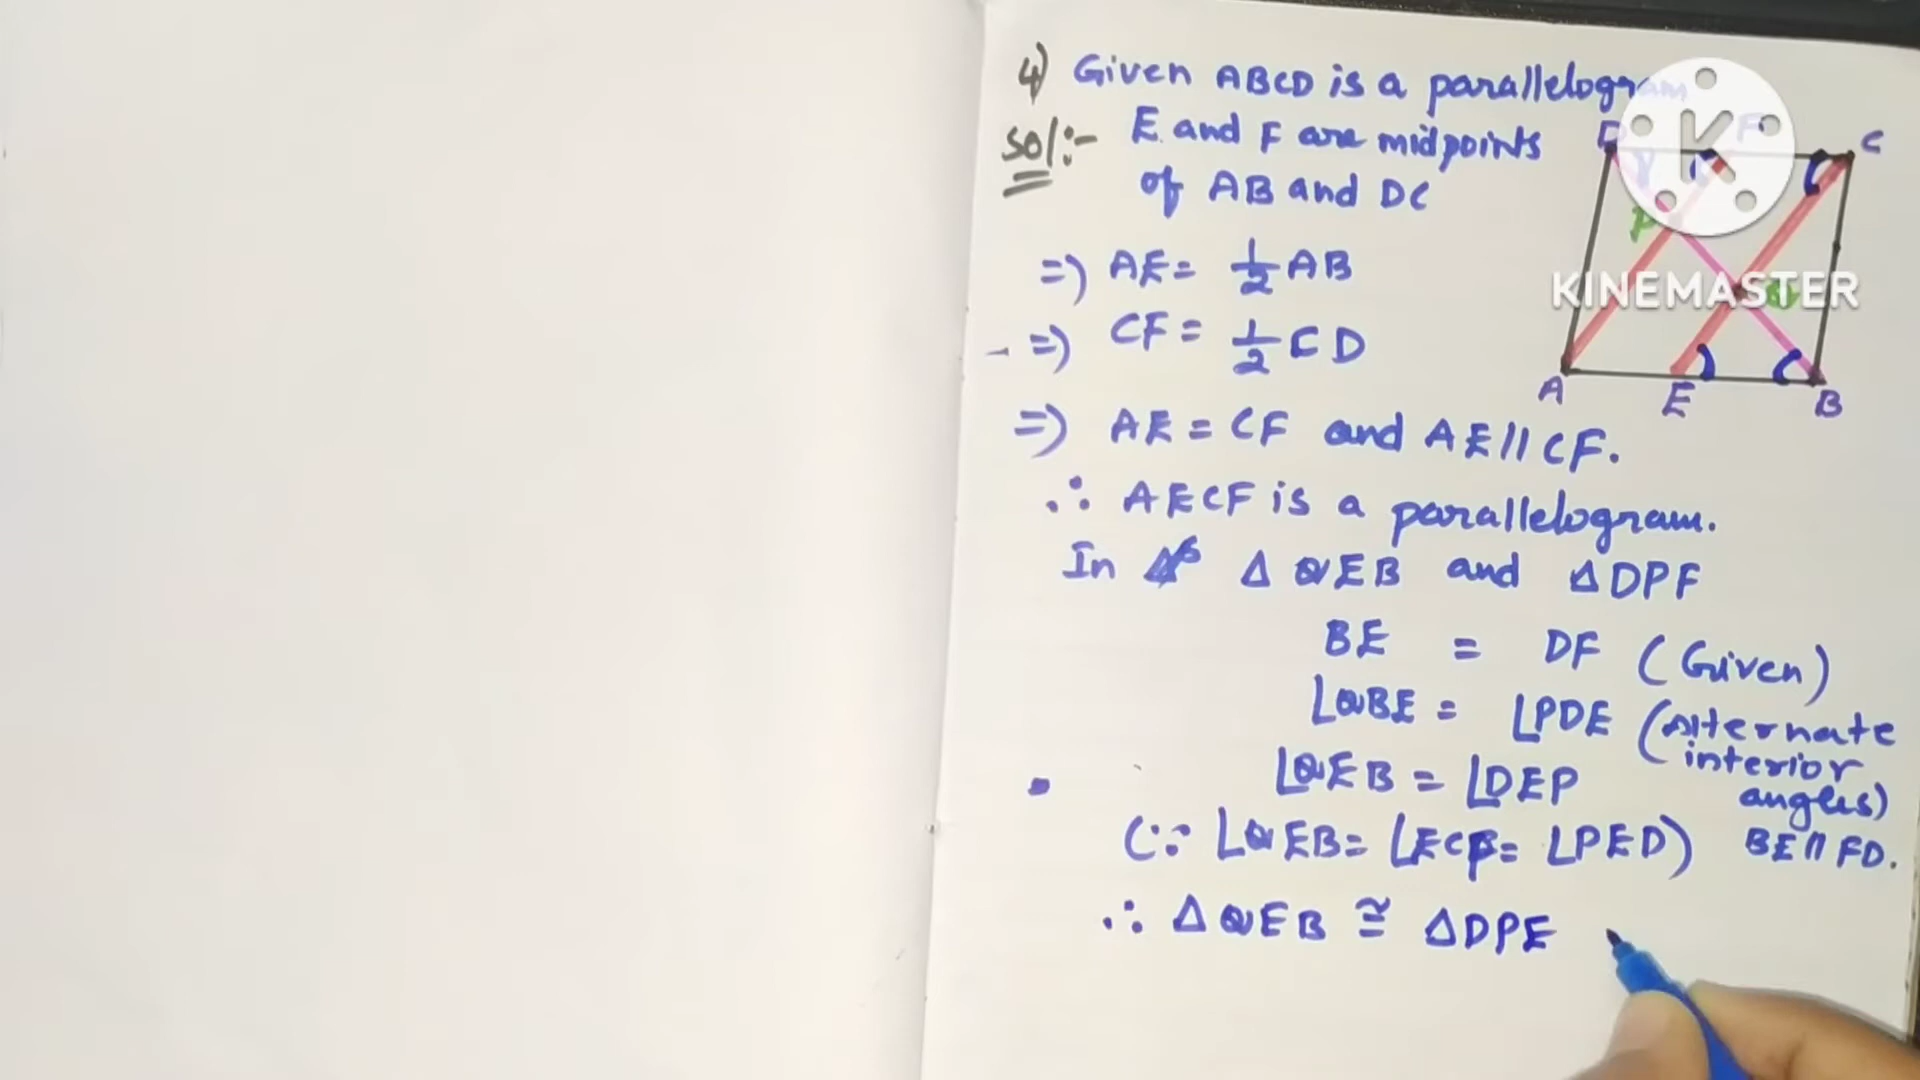 4) Given ABCD is a parallelogram
Sol:- E and F are midpoints
of AB and DC
=> AE = 1/2 AB
=> CF = 1/2 CD
=> AE = CF and AE // CF.
∴ AECF is a parallelogram.
In Δ QEB and ΔDPF
BE = DF (Given)
∠QBE = ∠PDE (Alternate
interior
angles)
∠QEB = ∠DEP
(∵ ∠QEB = ∠ECF = ∠PED) BE // FD.
∴ ΔQEB ≅ ΔDPE
D F C
P
Q
A E B
K
KINEMASTER